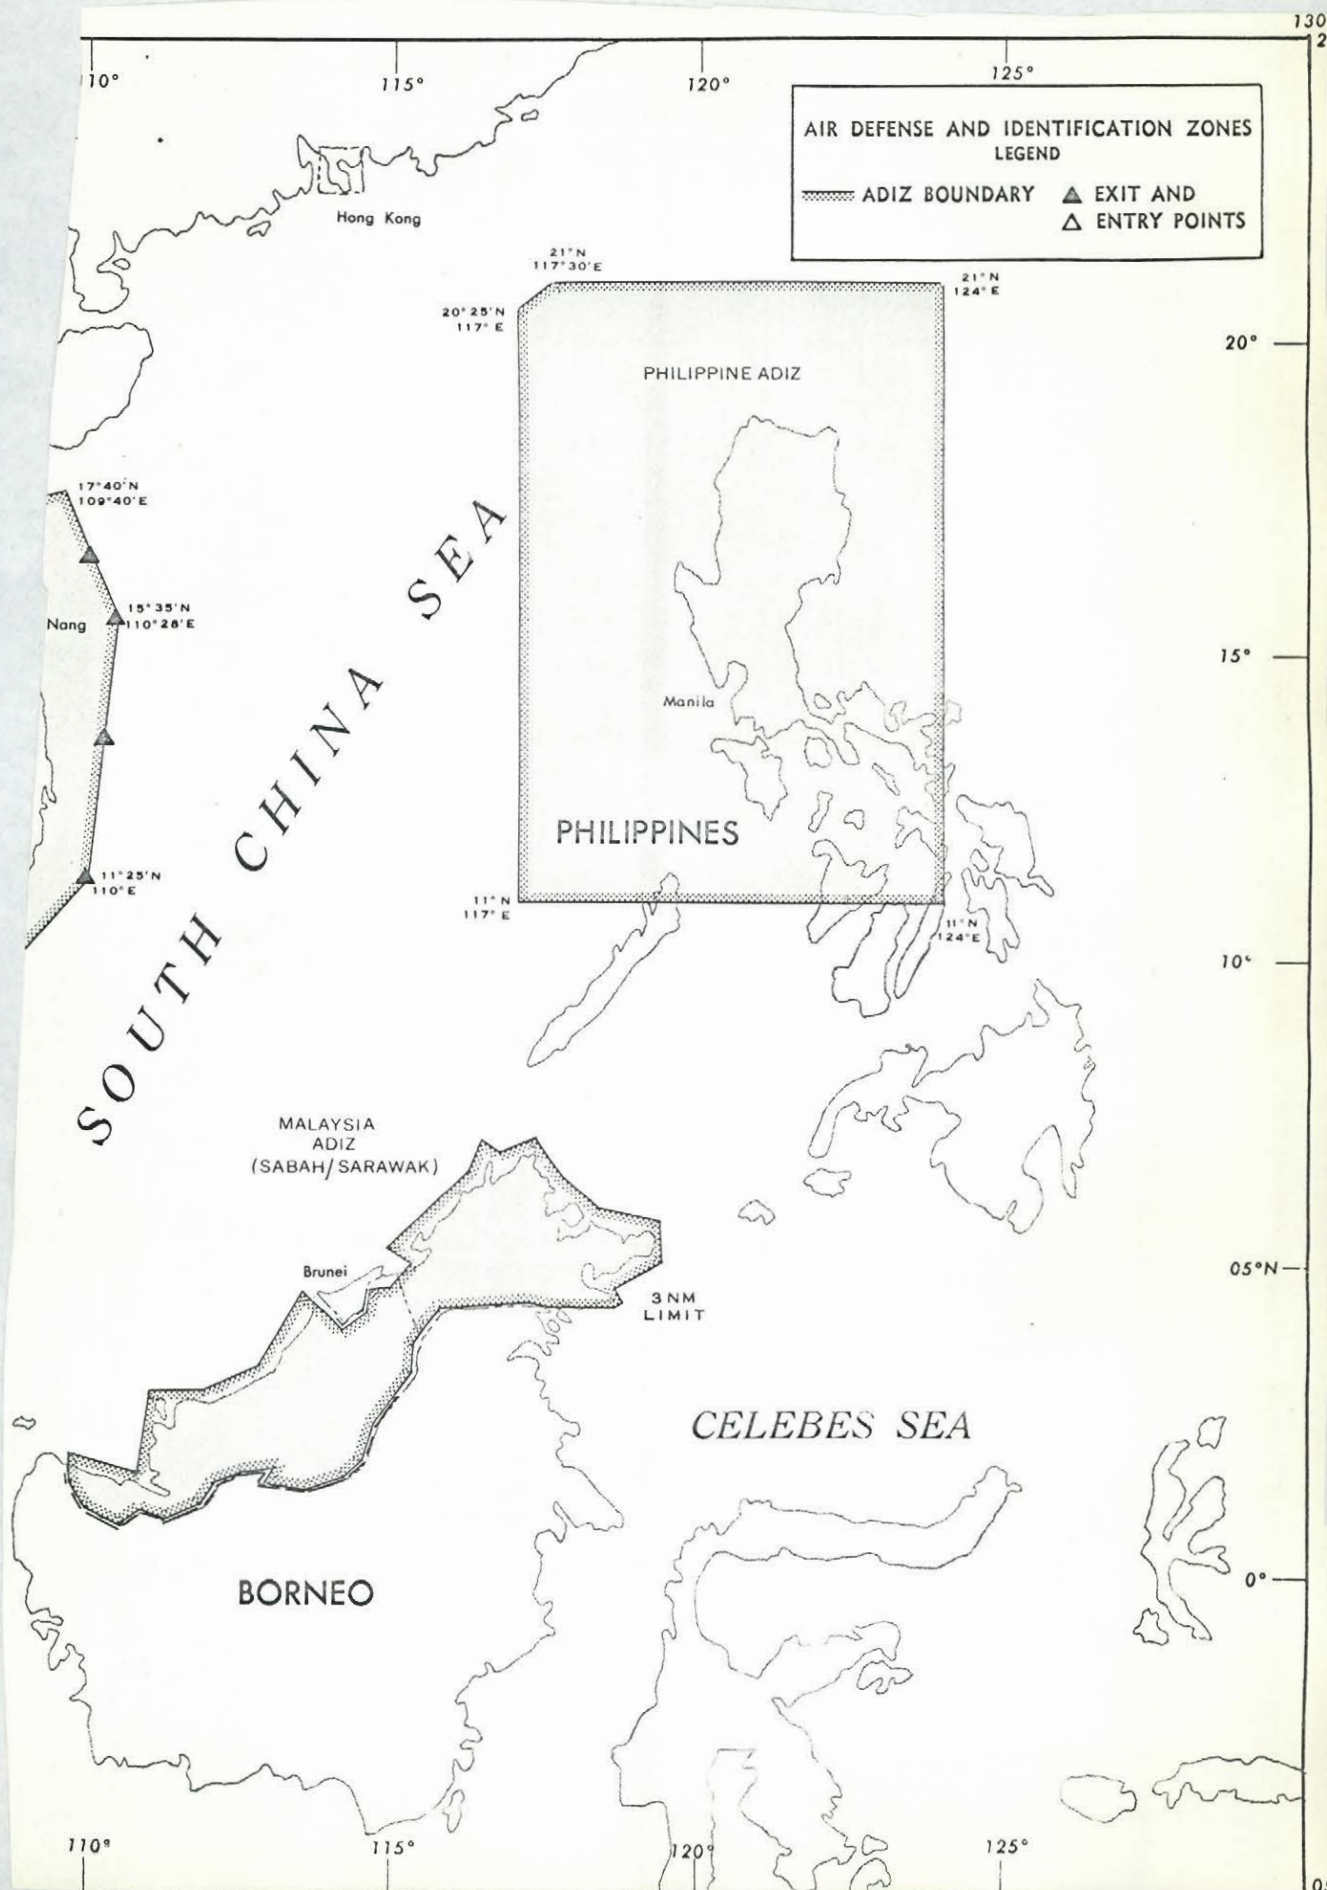 130
2
110°
115°
120°
125°
AIR DEFENSE AND IDENTIFICATION ZONES
LEGEND
ADIZ BOUNDARY
EXIT AND
ENTRY POINTS
Hong Kong
21°N
117°30'E
21°N
124°E
20°25'N
117°E
20°
PHILIPPINE ADIZ
17°40'N
109°40'E
15°35'N
110°28'E
Nang
15°
Manila
SOUTH CHINA SEA
PHILIPPINES
11°25'N
110°E
11°N
117°E
11°N
124°E
10°
MALAYSIA
ADIZ
(SABAH/SARAWAK)
Brunei
05°N
3 NM
LIMIT
CELEBES SEA
BORNEO
0°
110°
115°
120°
125°